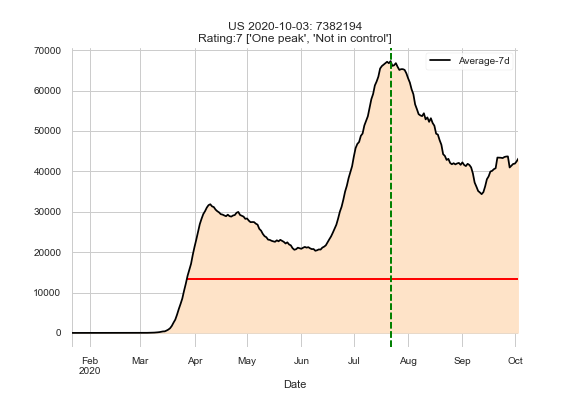 US 2020-10-03: 7382194
Rating:7 ['One peak', 'Not in control']
Average-7d
70000
60000
50000
40000
30000
20000
10000
0
Feb Mar Apr May Jun Jul Aug Sep Oct
2020
Date